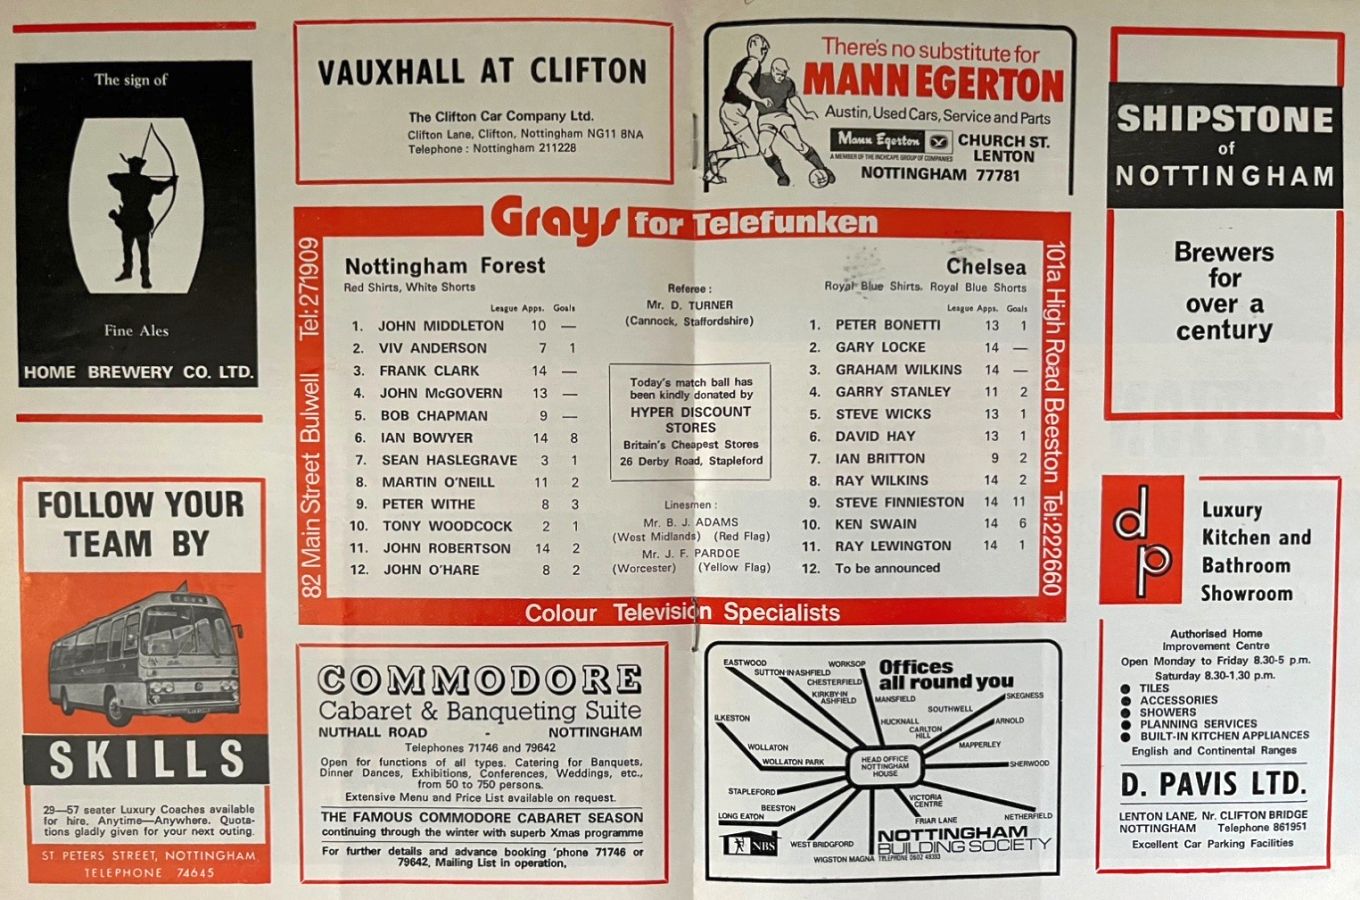 The sign of
Fine Ales
HOME BREWERY CO. LTD.
FOLLOW YOUR
TEAM BY
SKILLS
29—57 seater Luxury Coaches available
for hire. Anytime—Anywhere. Quota-
tions gladly given for your next outing.
ST. PETERS STREET, NOTTINGHAM
TELEPHONE 74645
VAUXHALL AT CLIFTON
The Clifton Car Company Ltd.
Clifton Lane, Clifton, Nottingham NG11 8NA
Telephone : Nottingham 211228
There's no substitute for
MANN EGERTON
Austin, Used Cars, Service and Parts
Mann Egerton
A MEMBER OF THE INCHCAPE GROUP OF COMPANIES
CHURCH ST.
LENTON
NOTTINGHAM 77781
Grays for Telefunken
82 Main Street Bulwell Tel:271909
Nottingham Forest
Red Shirts, White Shorts
League Apps. Goals
1. JOHN MIDDLETON 10 —
2. VIV ANDERSON 7 1
3. FRANK CLARK 14 —
4. JOHN McGOVERN 13 —
5. BOB CHAPMAN 9 —
6. IAN BOWYER 14 8
7. SEAN HASLEGRAVE 3 1
8. MARTIN O'NEILL 11 2
9. PETER WITHE 8 3
10. TONY WOODCOCK 2 1
11. JOHN ROBERTSON 14 2
12. JOHN O'HARE 8 2
Referee :
Mr. D. TURNER
(Cannock, Staffordshire)
Today's match ball has
been kindly donated by
HYPER DISCOUNT
STORES
Britain's Cheapest Stores
26 Derby Road, Stapleford
Linesmen :
Mr. B. J. ADAMS
(West Midlands) (Red Flag)
Mr. J. F. PARDOE
(Worcester) (Yellow Flag)
Chelsea
Royal Blue Shirts. Royal Blue Shorts
League Apps. Goals
1. PETER BONETTI 13 1
2. GARY LOCKE 14 —
3. GRAHAM WILKINS 14 —
4. GARRY STANLEY 11 2
5. STEVE WICKS 13 1
6. DAVID HAY 13 1
7. IAN BRITTON 9 2
8. RAY WILKINS 14 2
9. STEVE FINNIESTON 14 11
10. KEN SWAIN 14 6
11. RAY LEWINGTON 14 1
12. To be announced
101a High Road Beeston Tel:222660
Colour Television Specialists
COMMODORE
Cabaret & Banqueting Suite
NUTHALL ROAD - NOTTINGHAM
Telephones 71746 and 79642
Open for functions of all types. Catering for Banquets,
Dinner Dances, Exhibitions, Conferences, Weddings, etc.,
from 50 to 750 persons.
Extensive Menu and Price List available on request.
THE FAMOUS COMMODORE CABARET SEASON
continuing through the winter with superb Xmas programme
For further details and advance booking 'phone 71746 or
79642, Mailing List in operation.
Offices
all round you
EASTWOOD
SUTTON-IN-ASHFIELD
WORKSOP
CHESTERFIELD
KIRKBY-IN
ASHFIELD
MANSFIELD
SKEGNESS
SOUTHWELL
ILKESTON
HUCKNALL
CARLTON
HILL
ARNOLD
MAPPERLEY
WOLLATON
WOLLATON PARK
HEAD OFFICE
NOTTINGHAM
HOUSE
SHERWOOD
STAPLEFORD
BEESTON
LONG EATON
VICTORIA
CENTRE
FRIAR LANE
NETHERFIELD
NBS
WEST BRIDGFORD
WIGSTON MAGNA
NOTTINGHAM
BUILDING SOCIETY
TELEPHONE 0602 48393
SHIPSTONE
of
NOTTINGHAM
Brewers
for
over a
century
dp
Luxury
Kitchen and
Bathroom
Showroom
Authorised Home
Improvement Centre
Open Monday to Friday 8.30-5 p.m.
Saturday 8.30-1.30 p.m.
● TILES
● ACCESSORIES
● SHOWERS
● PLANNING SERVICES
● BUILT-IN KITCHEN APPLIANCES
English and Continental Ranges
D. PAVIS LTD.
LENTON LANE, Nr. CLIFTON BRIDGE
NOTTINGHAM Telephone 861951
Excellent Car Parking Facilities